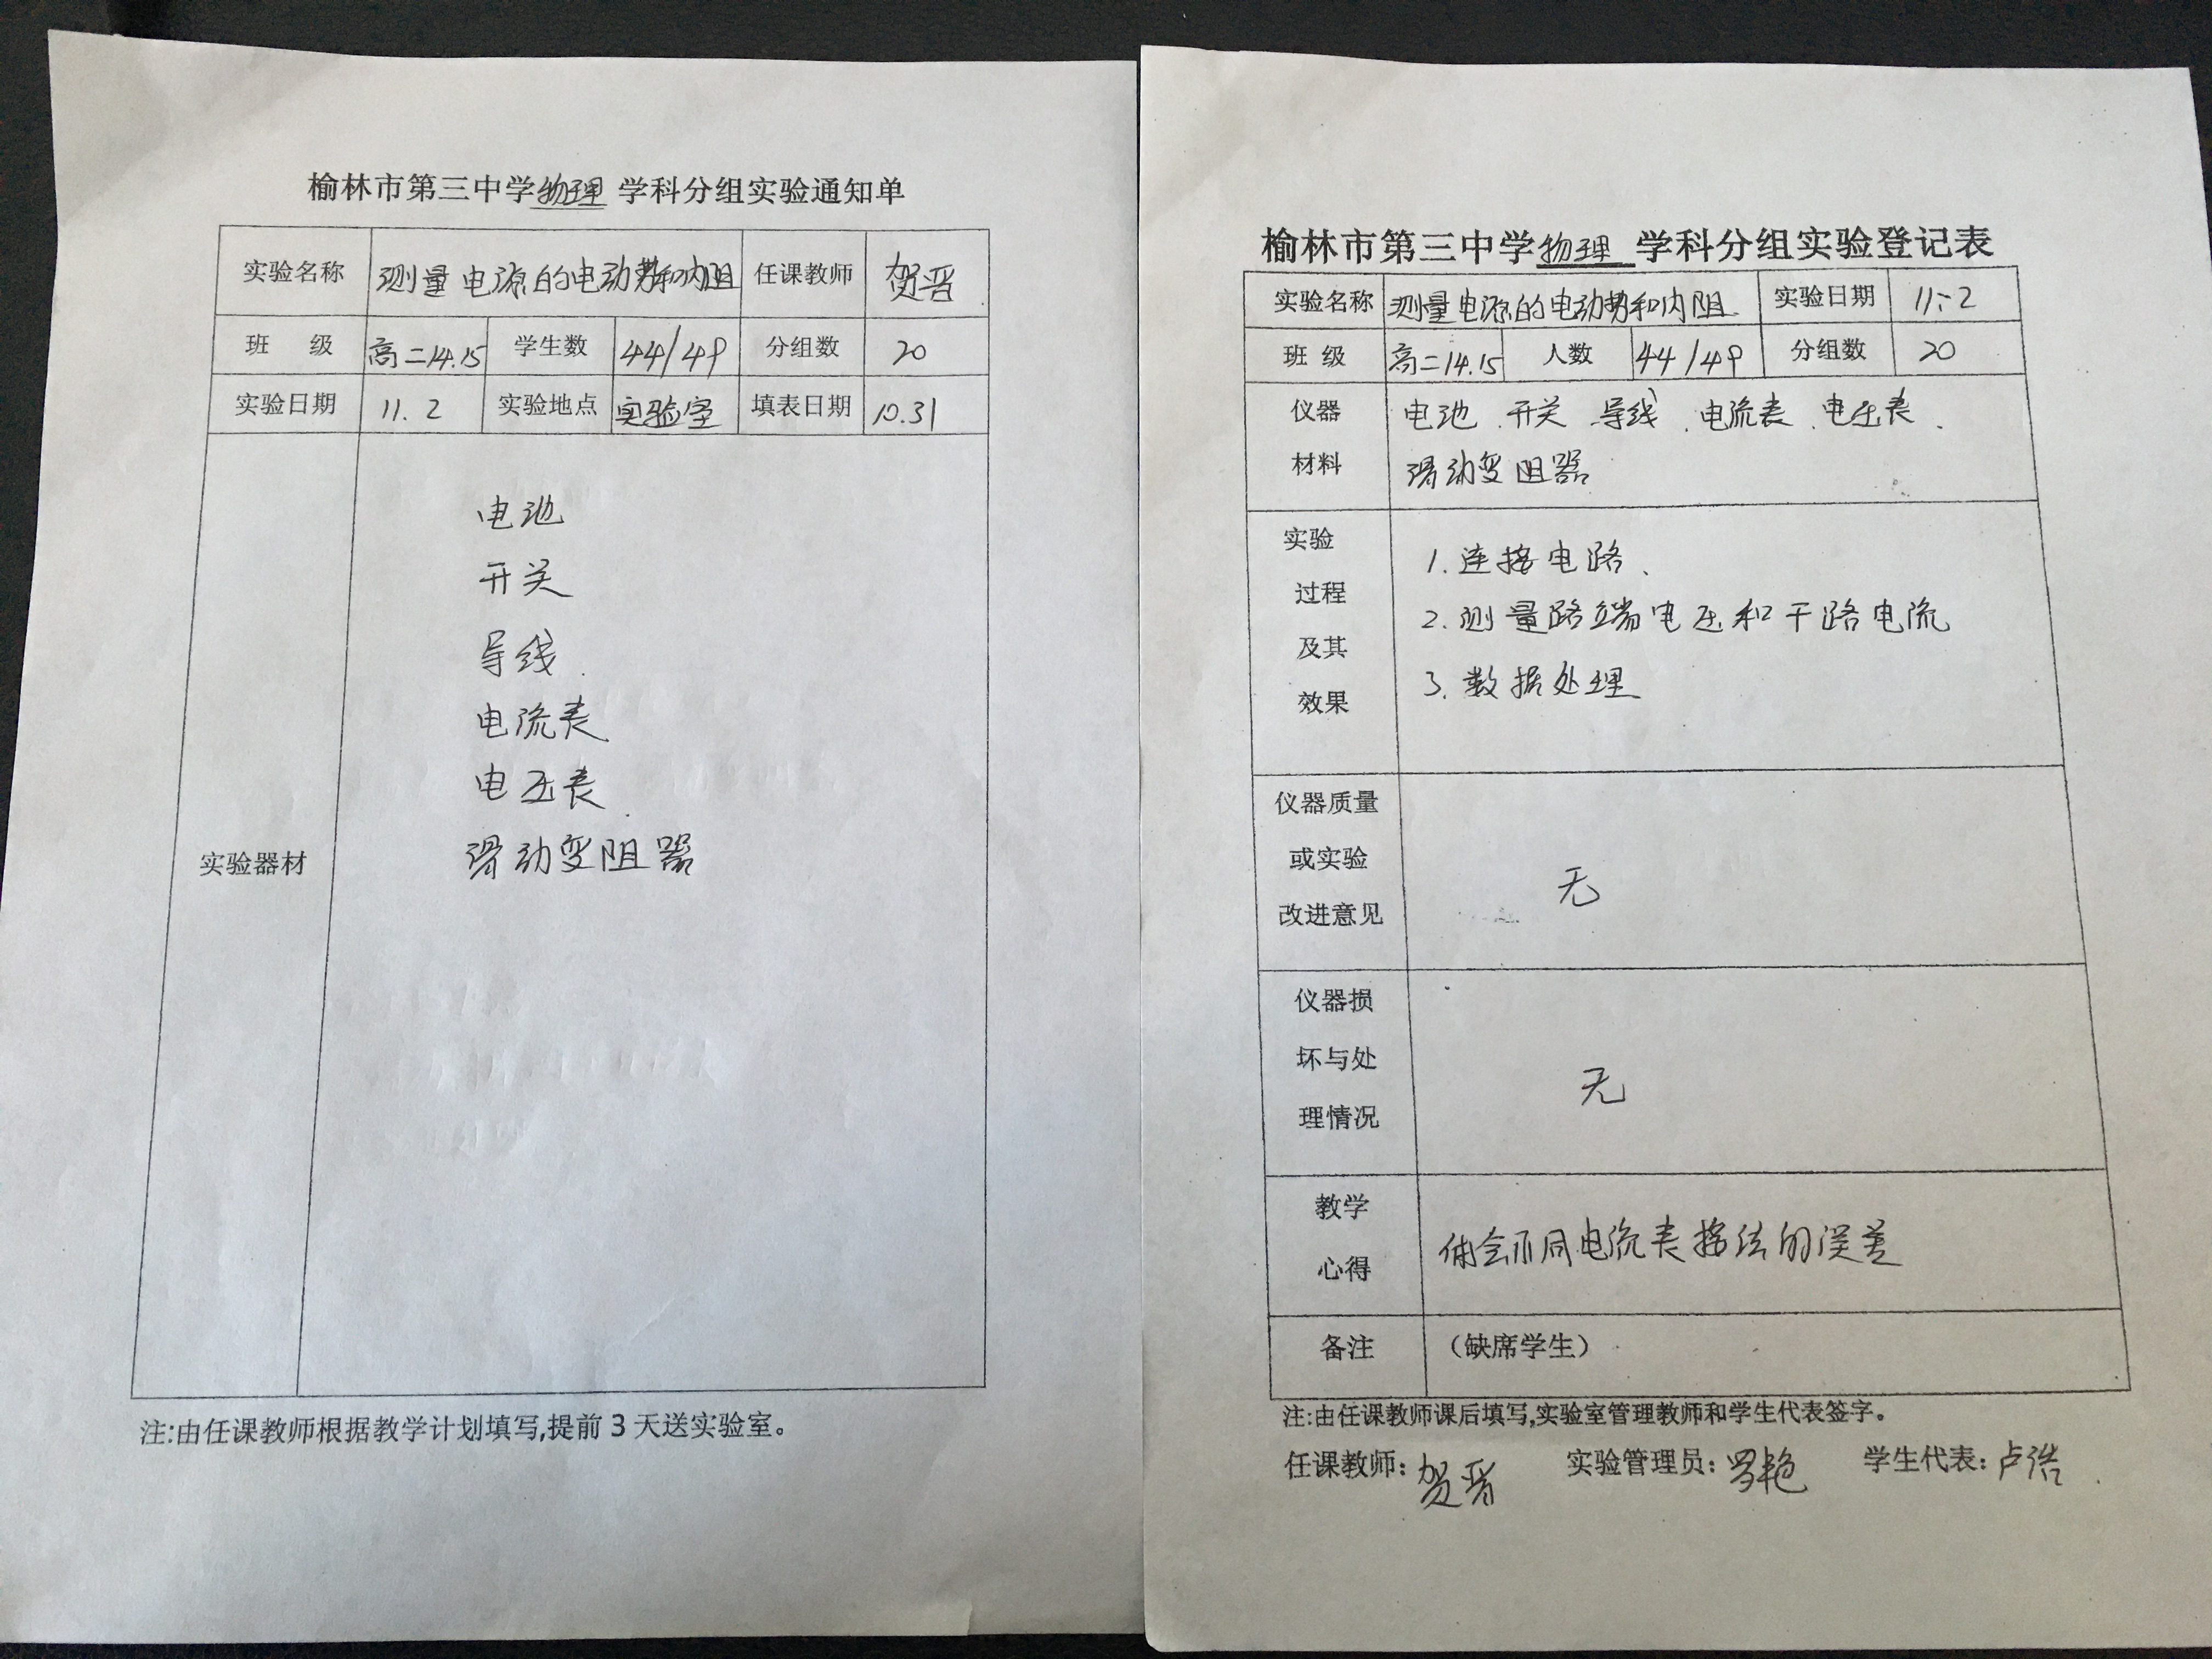 榆林市第三中学物理 学科分组实验通知单
实验名称 测量电源的电动势和内阻 任课教师 贺晋
班 级 高二14.15 学生数 44/49 分组数 20
实验日期 11.2 实验地点 实验室 填表日期 10.31
电池
开关
导线
电流表
电压表
滑动变阻器
实验器材
注:由任课教师根据教学计划填写,提前3天送实验室。
榆林市第三中学物理 学科分组实验登记表
实验名称 测量电源的电动势和内阻 实验日期 11.2
班 级 高二14.15 人数 44/49 分组数 20
仪器 电池、开关、导线、电流表、电压表、
材料 滑动变阻器
实验
过程
及其
效果
1.连接电路、
2.测量路端电压和干路电流
3.数据处理
仪器质量
或实验
改进意见
无
仪器损
坏与处
理情况
无
教学
心得
体会不同电流表接法的误差
备注 (缺席学生)
注:由任课教师课后填写,实验室管理教师和学生代表签字。
任课教师: 贺晋 实验管理员: 罗艳 学生代表: 卢浩